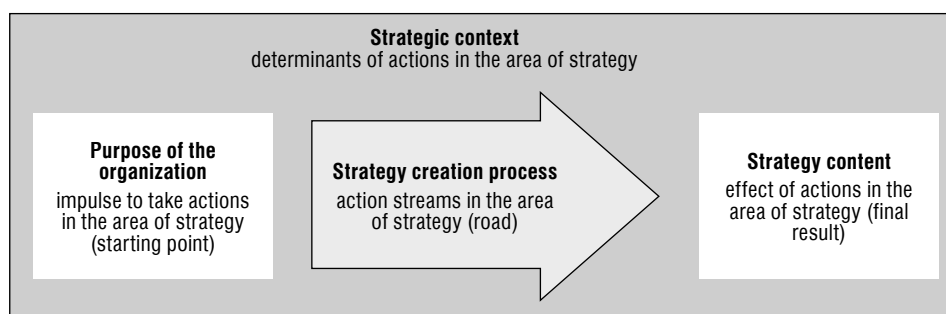 Strategic context
determinants of actions in the area of strategy
Purpose of the
organization
impulse to take actions
in the area of strategy
(starting point)
Strategy creation process
action streams in the area
of strategy (road)
Strategy content
effect of actions in the
area of strategy (final
result)